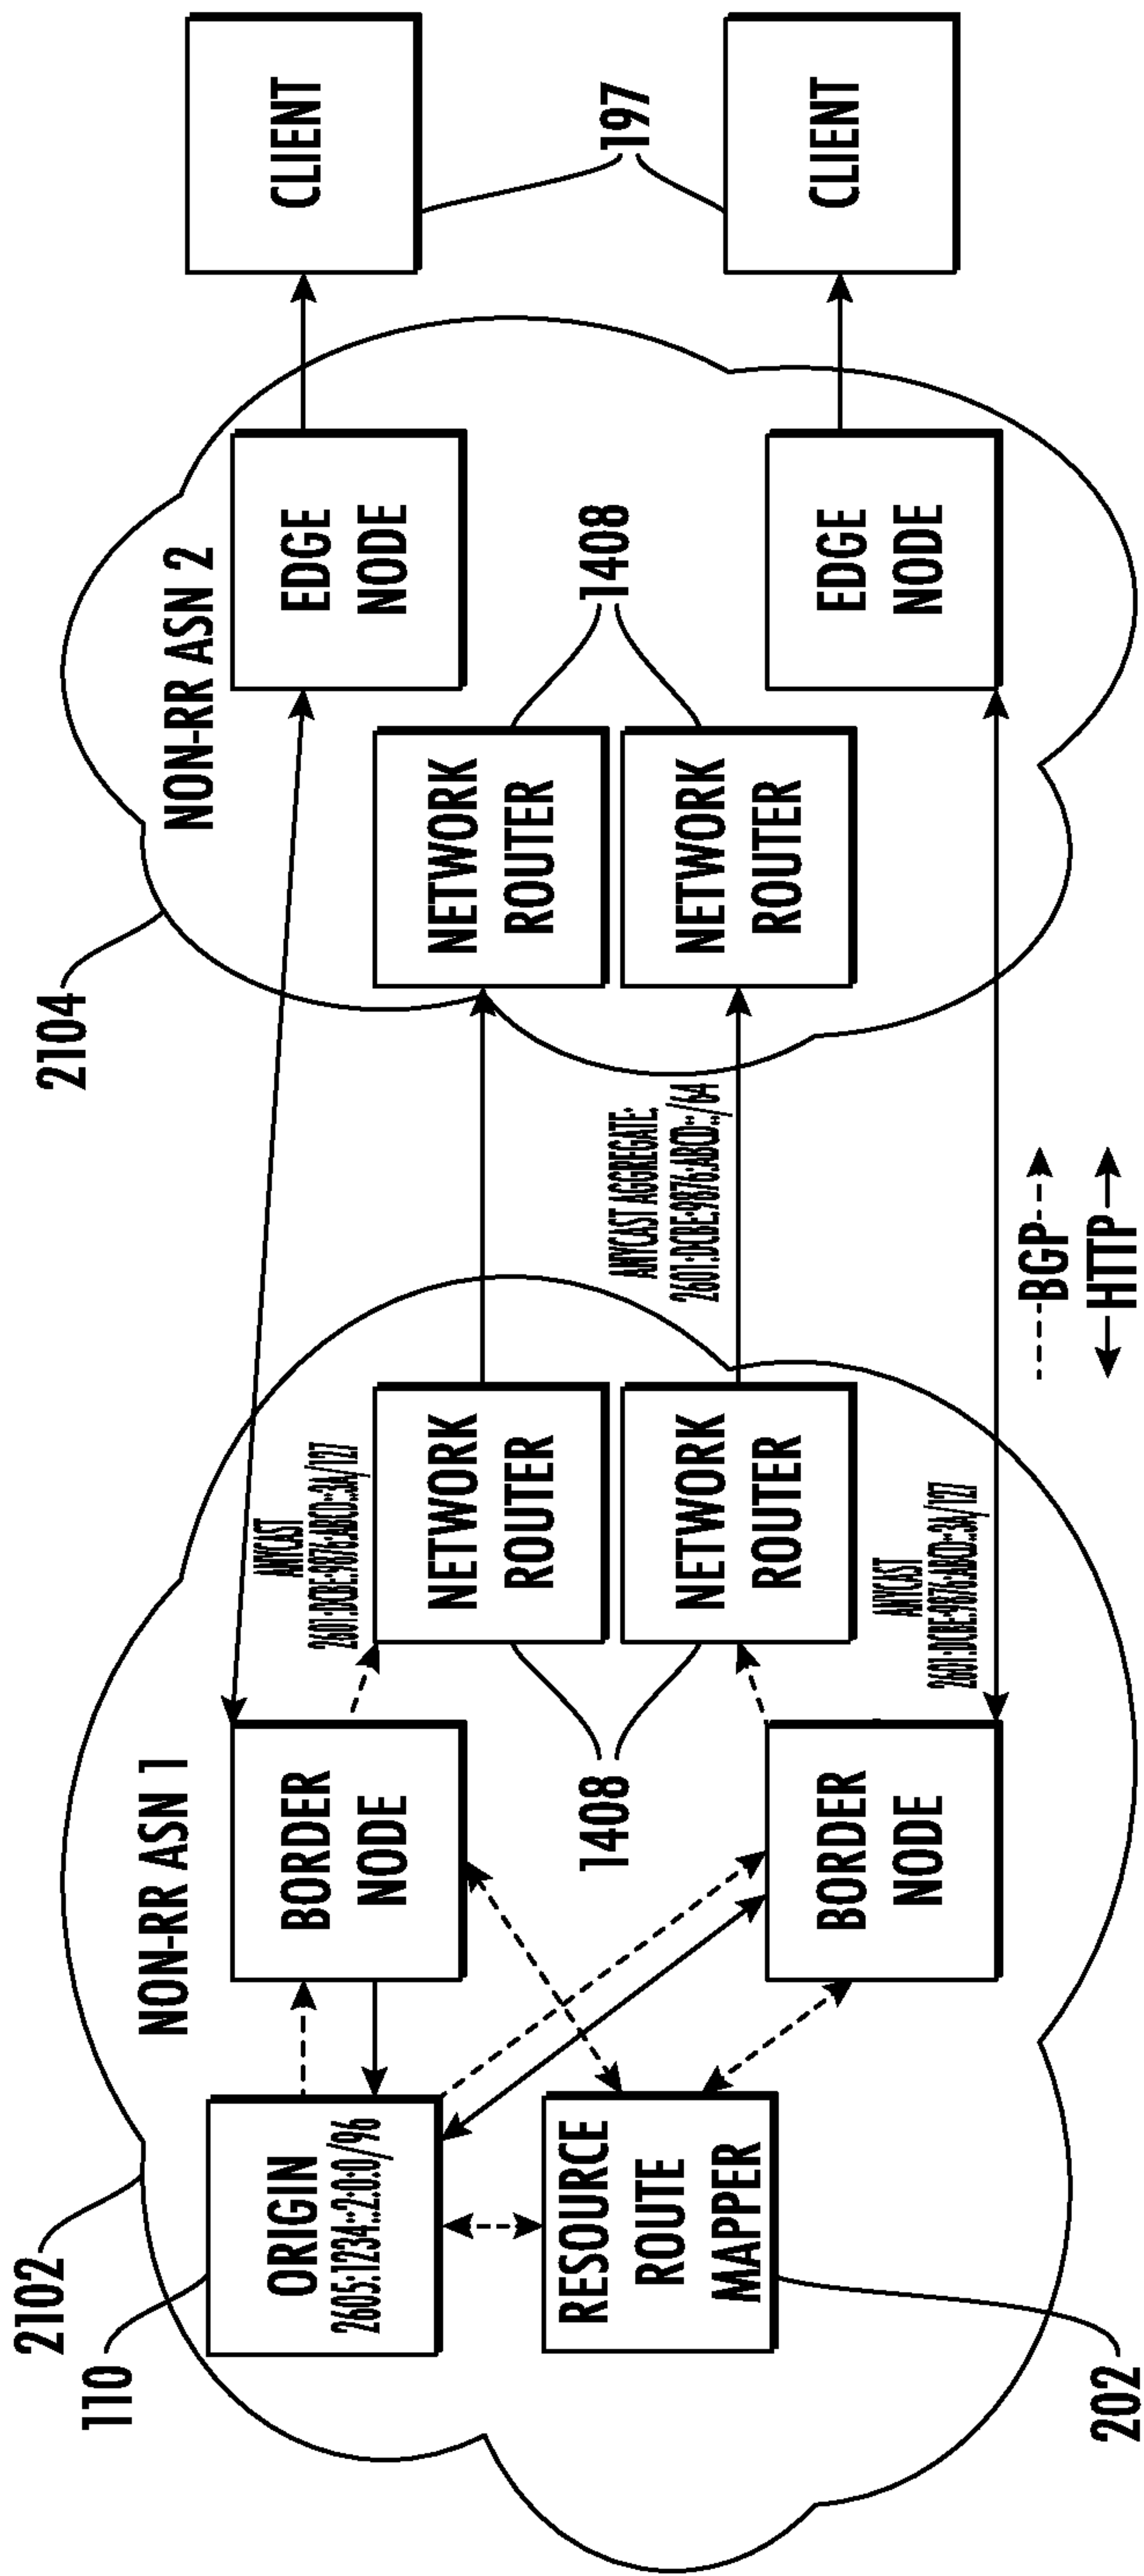 2102
110
NON-RR ASN 1
ORIGIN
2605:1234::2:0:0/96
RESOURCE
ROUTE
MAPPER
202
BORDER
NODE
BORDER
NODE
1408
ANYCAST
2601:DCBE:9876:ABCD::3A/127
NETWORK
ROUTER
NETWORK
ROUTER
ANYCAST
2601:DCBE:9876:ABCD::3A/127
ANYCAST AGGREGATE:
2601:DCBE:9876:ABCD::/64
BGP
HTTP
2104
NON-RR ASN 2
NETWORK
ROUTER
NETWORK
ROUTER
1408
EDGE
NODE
EDGE
NODE
CLIENT
197
CLIENT